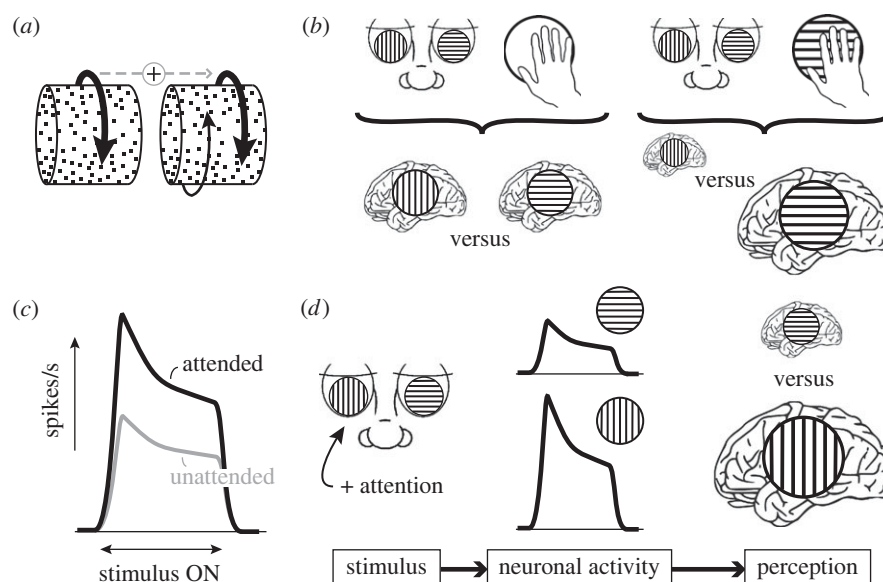 (a)
+
(b)
versus
versus
(c)
spikes/s
attended
unattended
stimulus ON
(d)
+ attention
versus
stimulus
neuronal activity
perception